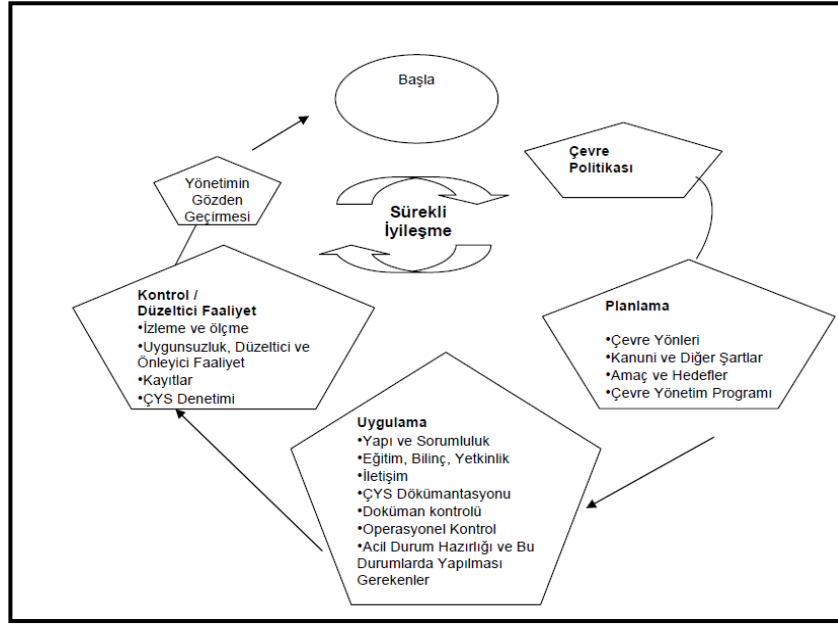 Başla
Çevre
Politikası
Yönetimin
Gözden
Geçirmesi
Sürekli
İyileşme
Planlama
•Çevre Yönleri
•Kanuni ve Diğer Şartlar
•Amaç ve Hedefler
•Çevre Yönetim Programı
Kontrol /
Düzeltici Faaliyet
•İzleme ve ölçme
•Uygunsuzluk, Düzeltici ve
Önleyici Faaliyet
•Kayıtlar
•ÇYS Denetimi
Uygulama
•Yapı ve Sorumluluk
•Eğitim, Bilinç, Yetkinlik
•İletişim
•ÇYS Dökümantasyonu
•Doküman kontrolü
•Operasyonel Kontrol
•Acil Durum Hazırlığı ve Bu
Durumlarda Yapılması
Gerekenler